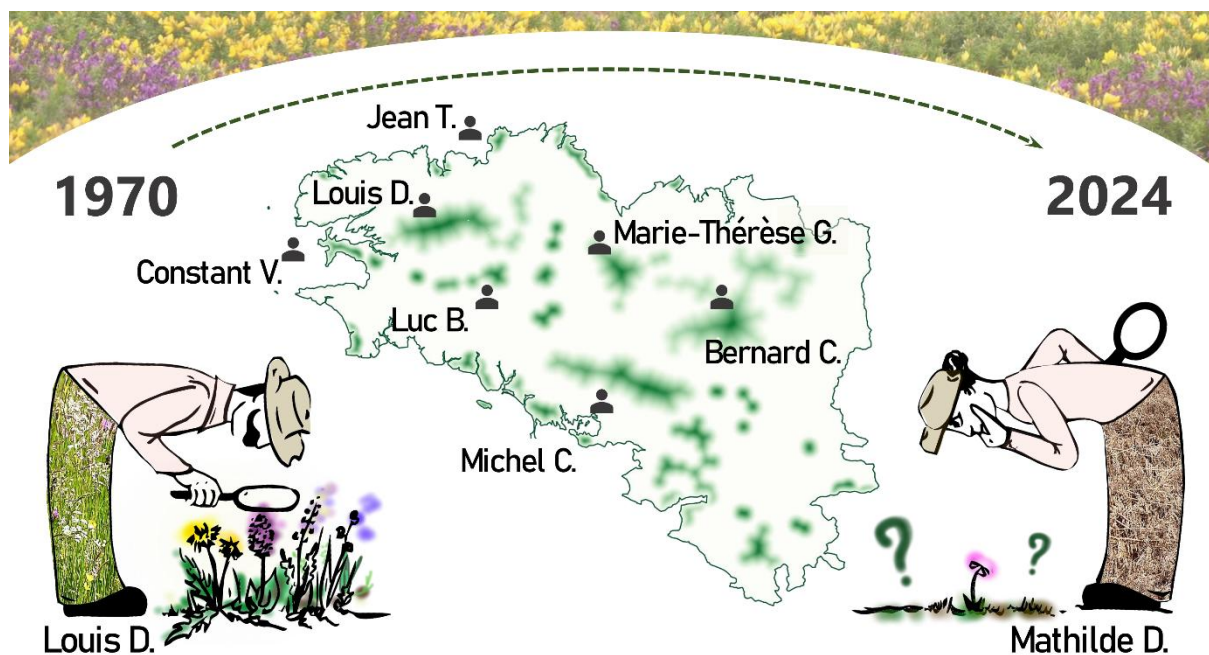 1970
2024
Jean T.
Louis D.
Marie-Thérèse G.
Constant V.
Luc B.
Bernard C.
Michel C.
?
?
Louis D.
Mathilde D.